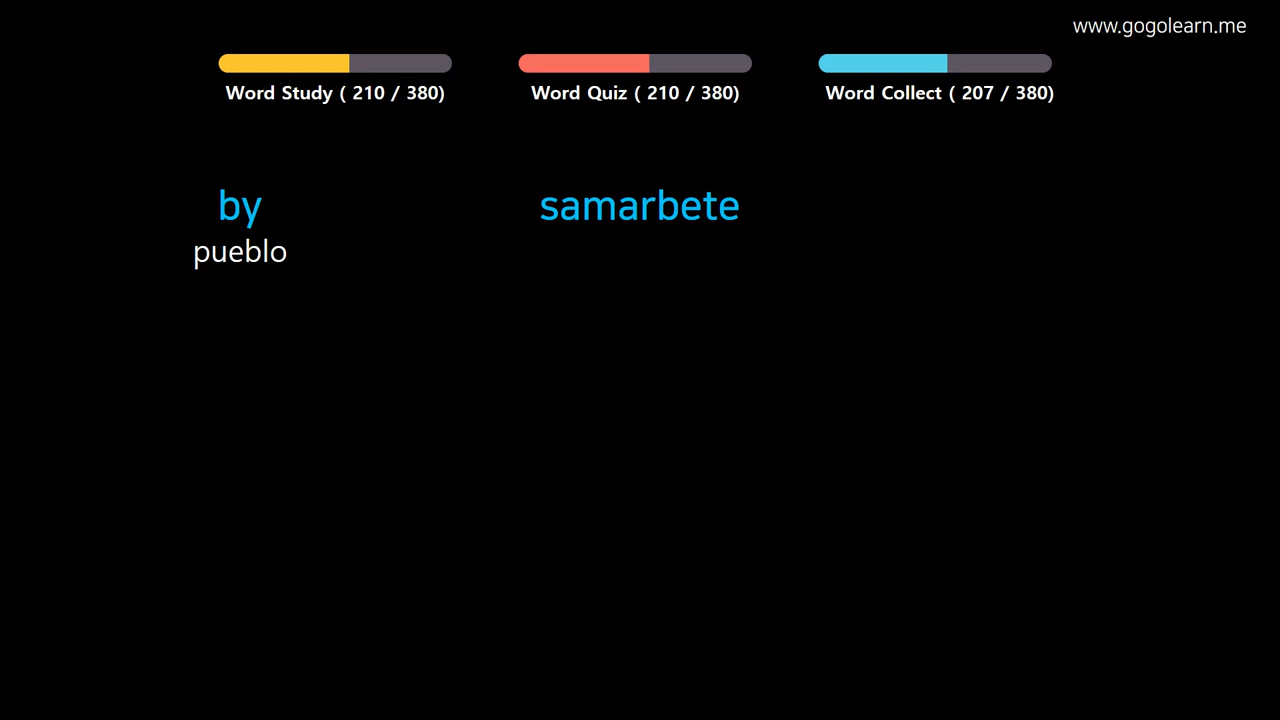 www.gogolearn.me
Word Study ( 210 / 380)
Word Quiz ( 210 / 380)
Word Collect ( 207 / 380)
by
samarbete
pueblo